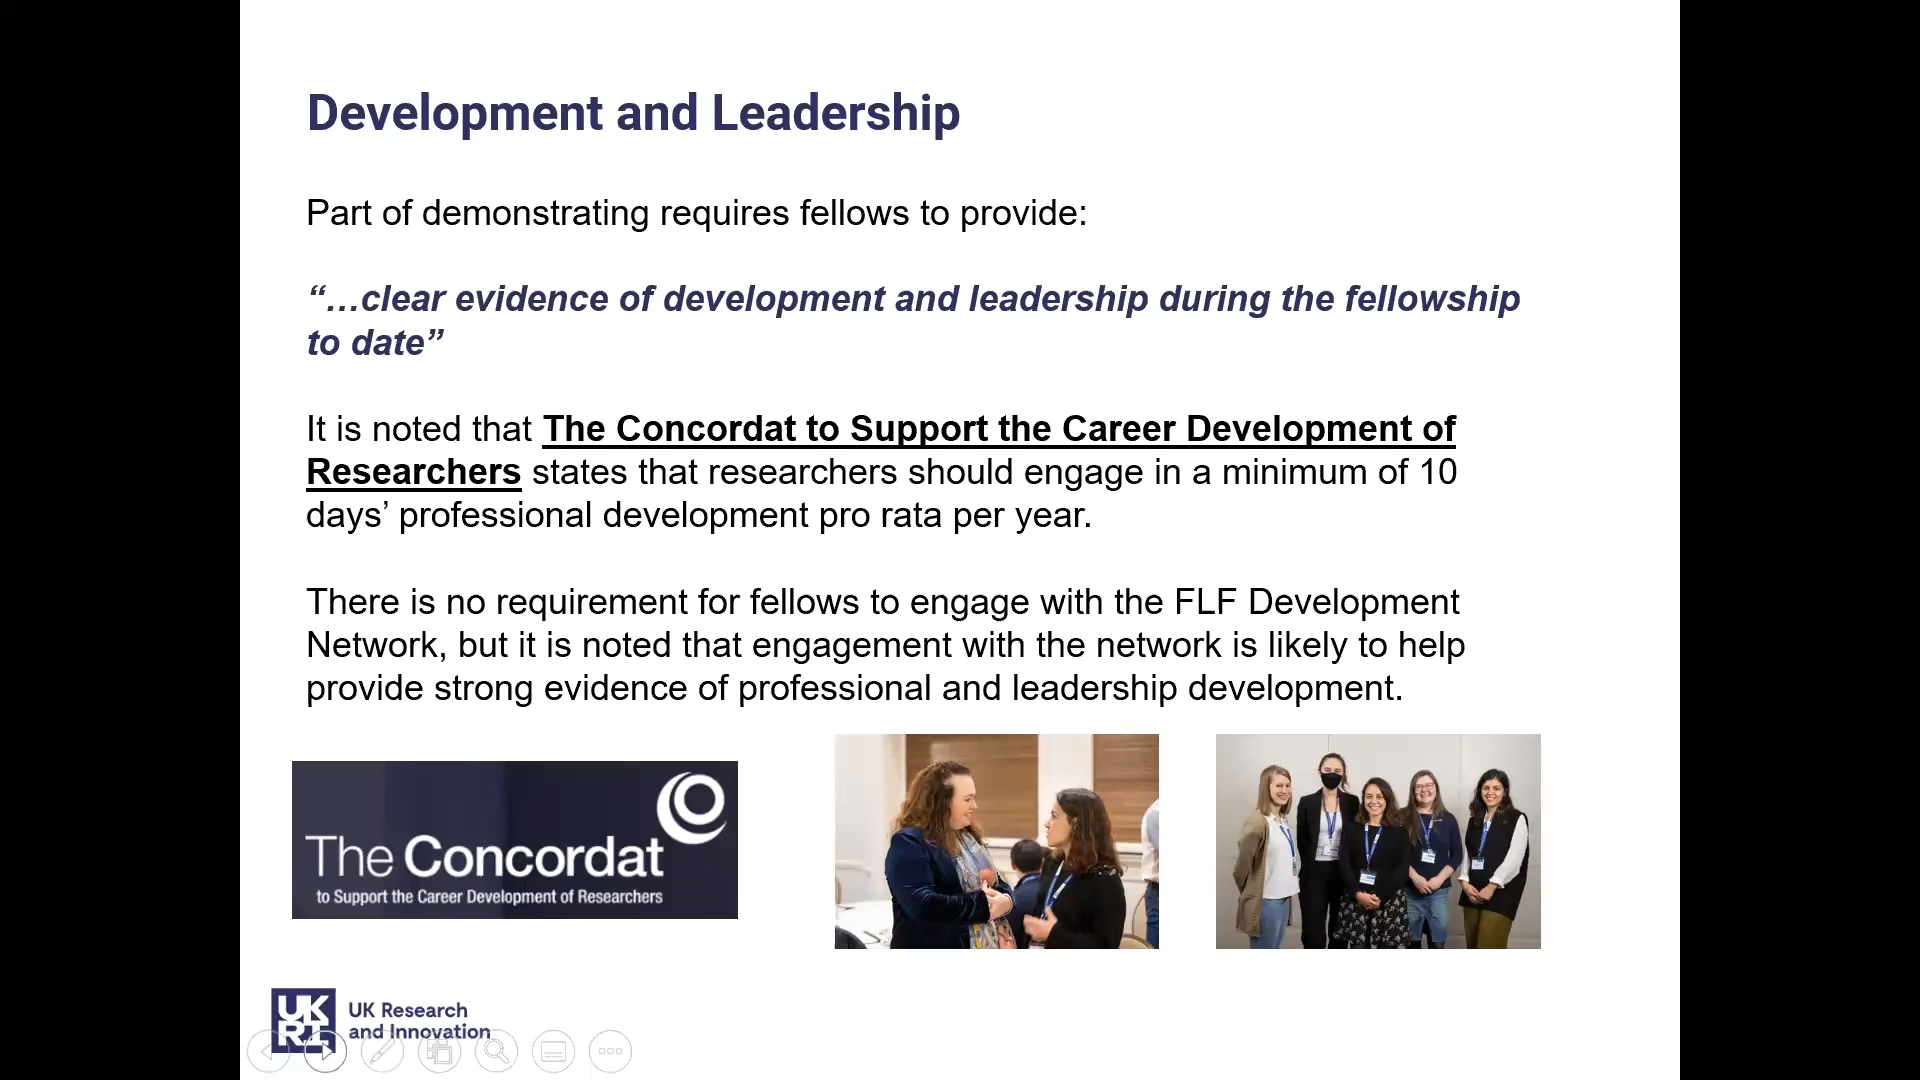 Development and Leadership
Part of demonstrating requires fellows to provide:
“…clear evidence of development and leadership during the fellowship
to date”
It is noted that The Concordat to Support the Career Development of
Researchers states that researchers should engage in a minimum of 10
days’ professional development pro rata per year.
There is no requirement for fellows to engage with the FLF Development
Network, but it is noted that engagement with the network is likely to help
provide strong evidence of professional and leadership development.
The Concordat
to Support the Career Development of Researchers
UK
RI
UK Research
and Innovation